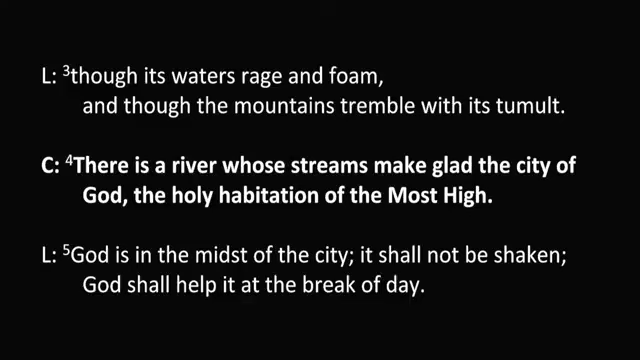 L: ³though its waters rage and foam,
and though the mountains tremble with its tumult.
C: ⁴There is a river whose streams make glad the city of
God, the holy habitation of the Most High.
L: ⁵God is in the midst of the city; it shall not be shaken;
God shall help it at the break of day.